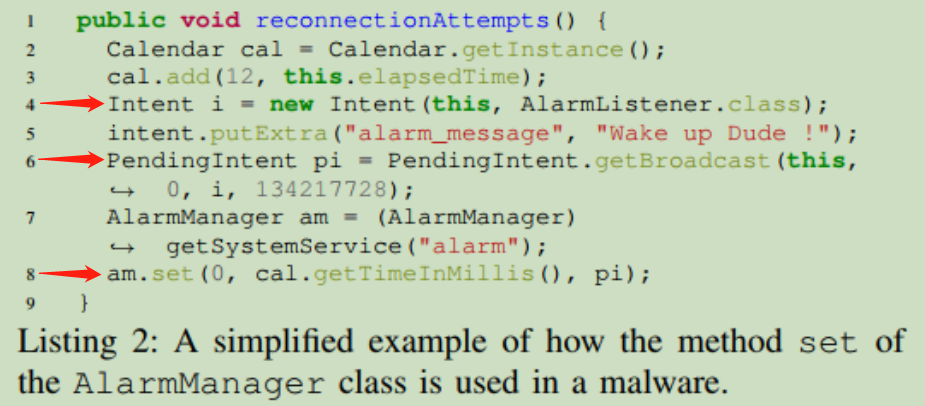 1 public void reconnectionAttempts() {
2 Calendar cal = Calendar.getInstance();
3 cal.add(12, this.elapsedTime);
4 Intent i = new Intent(this, AlarmListener.class);
5 intent.putExtra("alarm_message", "Wake up Dude !");
6 PendingIntent pi = PendingIntent.getBroadcast(this,
↪ 0, i, 134217728);
7 AlarmManager am = (AlarmManager)
↪ getSystemService("alarm");
8 am.set(0, cal.getTimeInMillis(), pi);
9 }
Listing 2: A simplified example of how the method set of
the AlarmManager class is used in a malware.